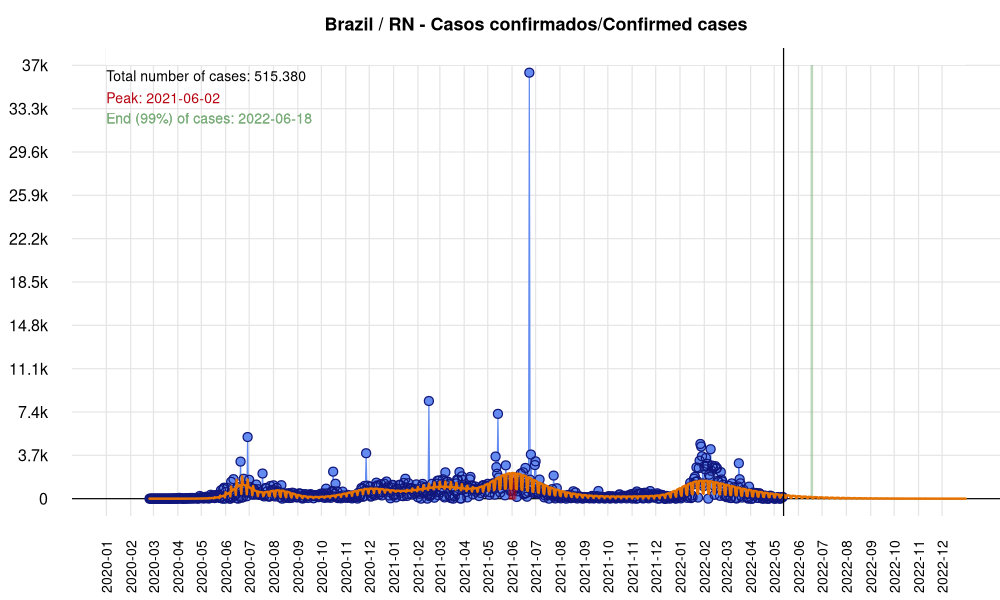 Brazil / RN - Casos confirmados/Confirmed cases
37k
Total number of cases: 515.380
Peak: 2021-06-02
33.3k
End (99%) of cases: 2022-06-18
29.6k
25.9k
22.2k
18.5k
14.8k
11.1k
7.4k
3.7k
0
2020-01
2020-02
2020-03
2020-04
2020-05
2020-06
2020-07
2020-08
2020-09
2020-10
2020-11
2020-12
2021-01
2021-02
2021-03
2021-04
2021-05
2021-06
2021-07
2021-08
2021-09
2021-10
2021-11
2021-12
2022-01
2022-02
2022-03
2022-04
2022-05
2022-06
2022-07
2022-08
2022-09
2022-10
2022-11
2022-12